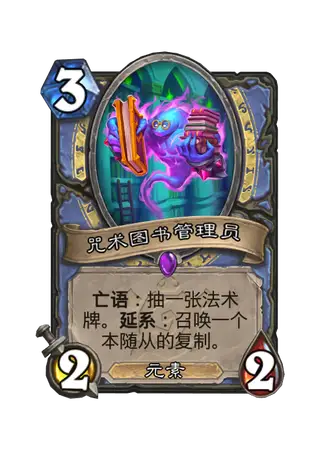 3
咒术图书管理员
亡语：抽一张法术
牌。延系：召唤一个
本随从的复制。
元素
2
2